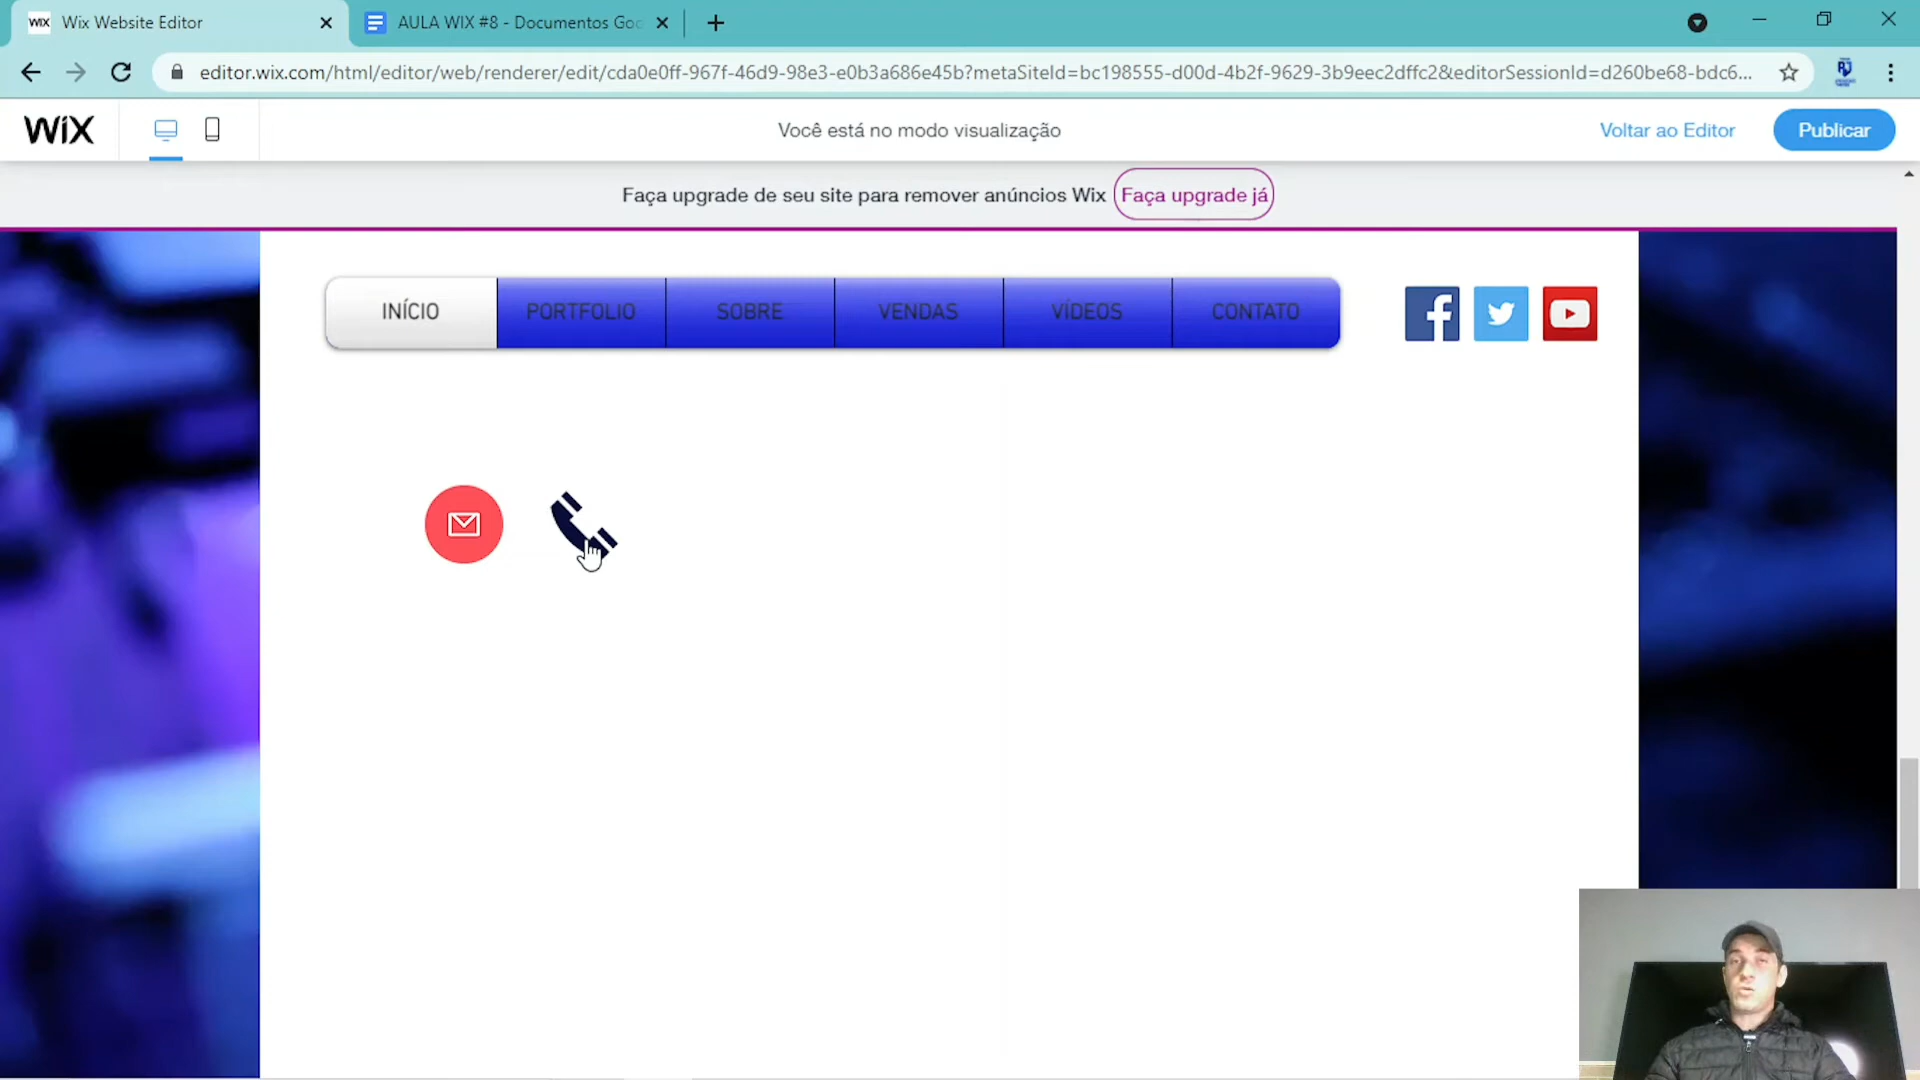 WiX Wix Website Editor
AULA WIX #8 - Documentos Goo
editor.wix.com/html/editor/web/renderer/edit/cda0e0ff-967f-46d9-98e3-e0b3a686e45b?metaSiteId=bc198555-d00d-4b2f-9629-3b9eec2dffc2&editorSessionId=d260be68-bdc6...
WiX
Você está no modo visualização
Voltar ao Editor
Publicar
Faça upgrade de seu site para remover anúncios Wix
Faça upgrade já
INÍCIO
PORTFOLIO
SOBRE
VENDAS
VÍDEOS
CONTATO